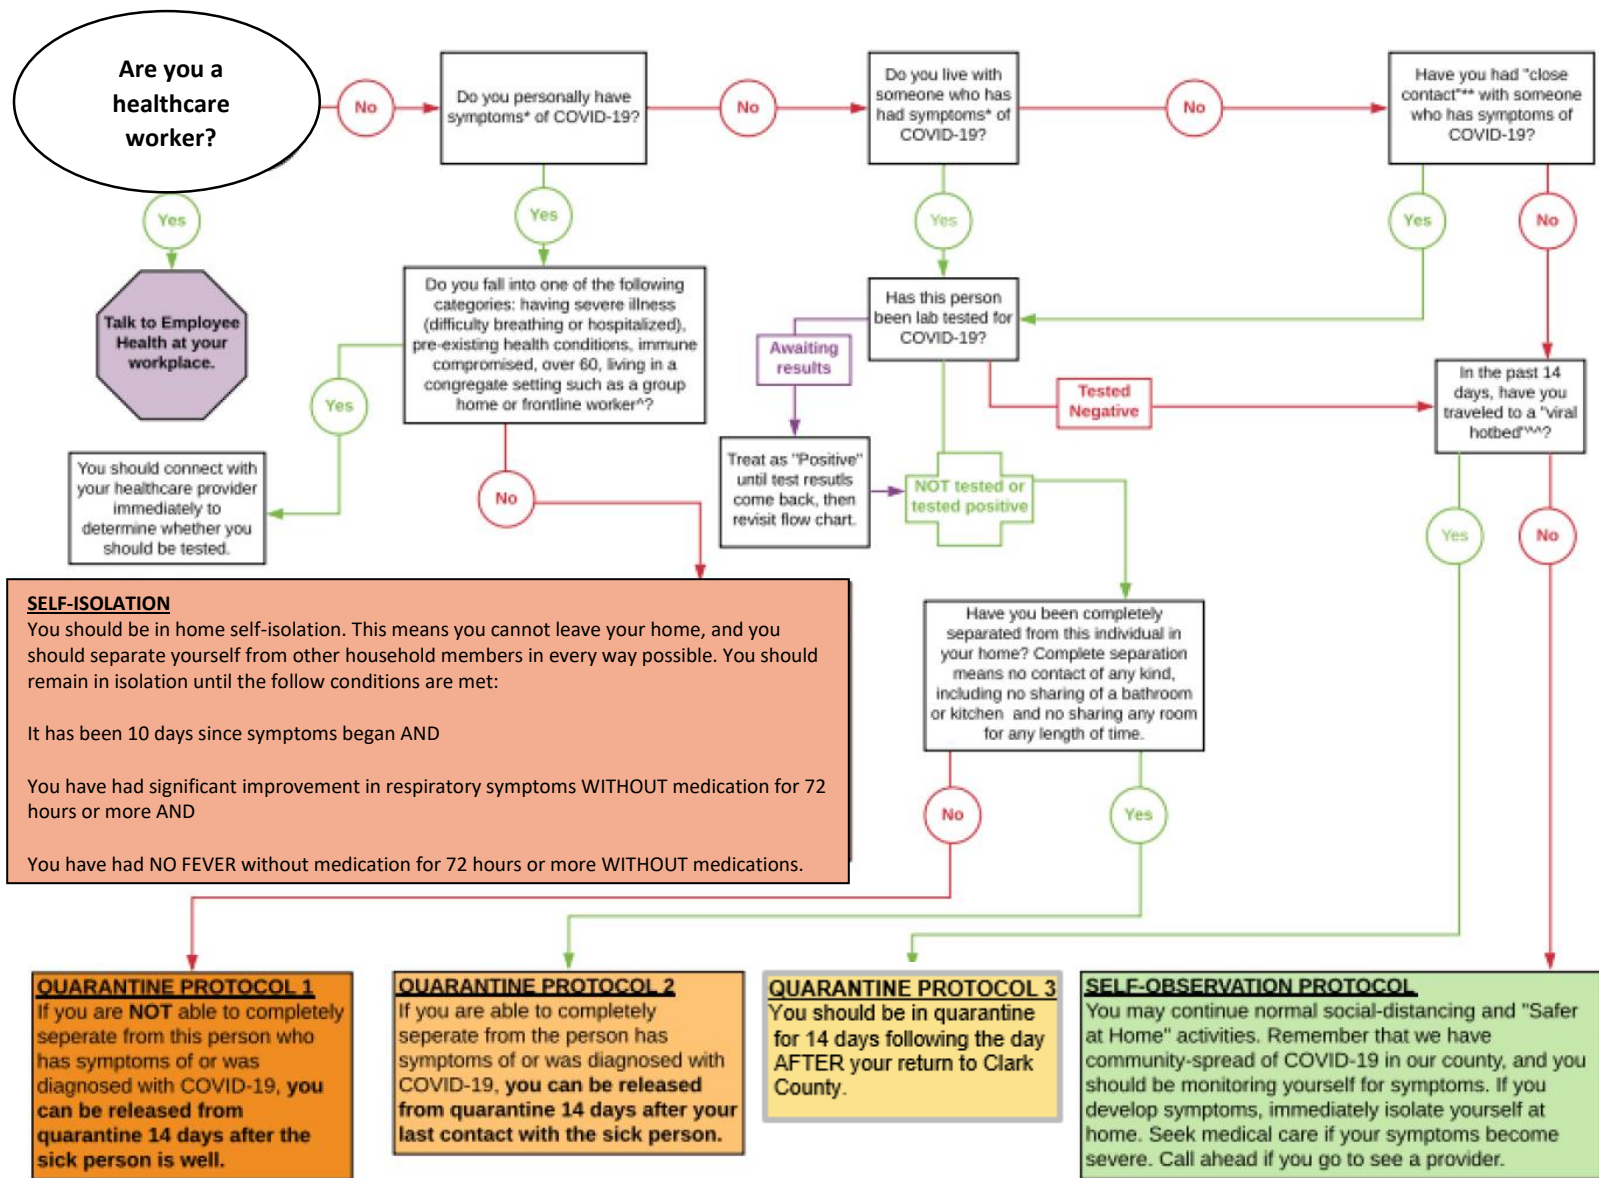 Are you a
healthcare
worker?
No
Do you personally have
symptoms* of COVID-19?
No
Do you live with
someone who has
had symptoms* of
COVID-19?
No
Have you had "close
contact"** with someone
who has symptoms of
COVID-19?
Yes
Yes
Yes
Yes
No
Talk to Employee
Health at your
workplace.
Do you fall into one of the following
categories: having severe illness
(difficulty breathing or hospitalized),
pre-existing health conditions, immune
compromised, over 60, living in a
congregate setting such as a group
home or frontline worker^?
Has this person
been lab tested for
COVID-19?
Awaiting
results
Tested
Negative
In the past 14
days, have you
traveled to a "viral
hotbed"^^?
Yes
No
You should connect with
your healthcare provider
immediately to
determine whether you
should be tested.
Treat as "Positive"
until test resutls
come back, then
revisit flow chart.
NOT tested or
tested positive
Yes
No
SELF-ISOLATION
You should be in home self-isolation. This means you cannot leave your home, and you
should separate yourself from other household members in every way possible. You should
remain in isolation until the follow conditions are met:
It has been 10 days since symptoms began AND
You have had significant improvement in respiratory symptoms WITHOUT medication for 72
hours or more AND
You have had NO FEVER without medication for 72 hours or more WITHOUT medications.
Have you been completely
separated from this individual in
your home? Complete separation
means no contact of any kind,
including no sharing of a bathroom
or kitchen and no sharing any room
for any length of time.
No
Yes
QUARANTINE PROTOCOL 1
If you are NOT able to completely
seperate from this person who
has symptoms of or was
diagnosed with COVID-19, you
can be released from
quarantine 14 days after the
sick person is well.
QUARANTINE PROTOCOL 2
If you are able to completely
seperate from the person has
symptoms of or was diagnosed with
COVID-19, you can be released
from quarantine 14 days after your
last contact with the sick person.
QUARANTINE PROTOCOL 3
You should be in quarantine
for 14 days following the day
AFTER your return to Clark
County.
SELF-OBSERVATION PROTOCOL
You may continue normal social-distancing and "Safer
at Home" activities. Remember that we have
community-spread of COVID-19 in our county, and you
should be monitoring yourself for symptoms. If you
develop symptoms, immediately isolate yourself at
home. Seek medical care if your symptoms become
severe. Call ahead if you go to see a provider.